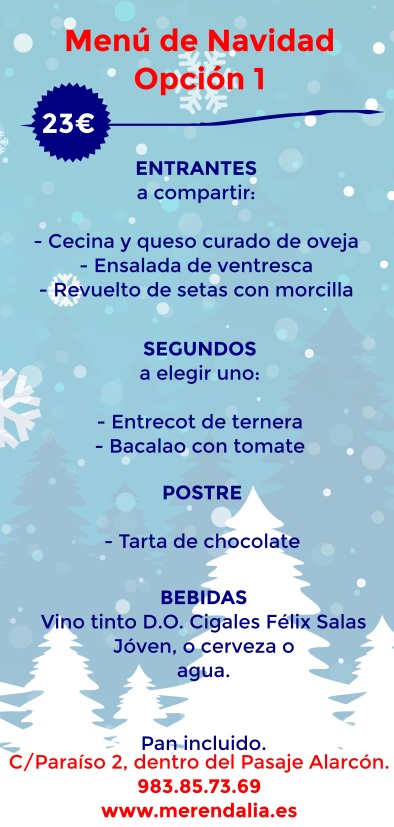 Menú de Navidad
Opción 1
23€
ENTRANTES
a compartir:
- Cecina y queso curado de oveja
- Ensalada de ventresca
- Revuelto de setas con morcilla
SEGUNDOS
a elegir uno:
- Entrecot de ternera
- Bacalao con tomate
POSTRE
- Tarta de chocolate
BEBIDAS
Vino tinto D.O. Cigales Félix Salas
Jóven, o cerveza o
agua.
Pan incluido.
C/Paraíso 2, dentro del Pasaje Alarcón.
983.85.73.69
www.merendalia.es